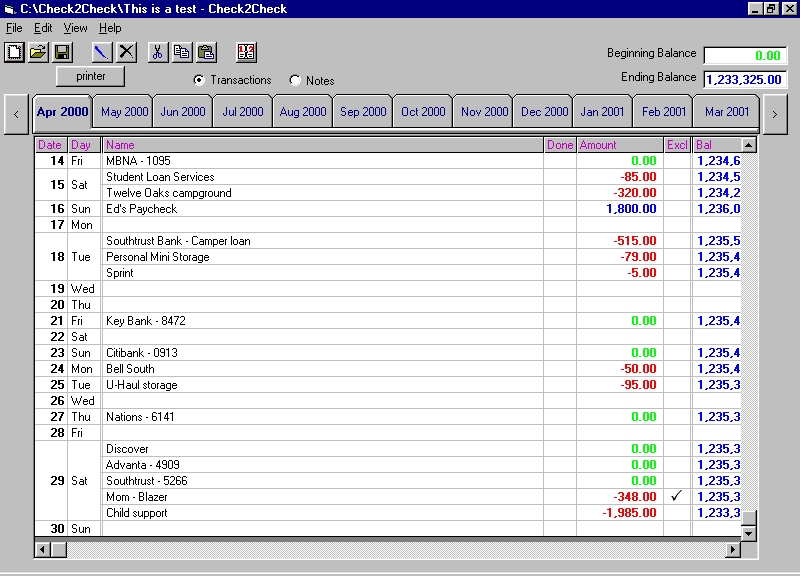 C:\Check2Check\This is a test - Check2Check
File Edit View Help
printer
Transactions Notes
Beginning Balance 0.00
Ending Balance 1,233,325.00
< Apr 2000 May 2000 Jun 2000 Jul 2000 Aug 2000 Sep 2000 Oct 2000 Nov 2000 Dec 2000 Jan 2001 Feb 2001 Mar 2001 >
Date Day Name Done Amount Excl Bal
14 Fri MBNA - 1095 0.00 1,234,6
15 Sat Student Loan Services -85.00 1,234,5
Twelve Oaks campground -320.00 1,234,2
16 Sun Ed's Paycheck 1,800.00 1,236,0
17 Mon
Southtrust Bank - Camper loan -515.00 1,235,5
18 Tue Personal Mini Storage -79.00 1,235,4
Sprint -5.00 1,235,4
19 Wed
20 Thu
21 Fri Key Bank - 8472 0.00 1,235,4
22 Sat
23 Sun Citibank - 0913 0.00 1,235,4
24 Mon Bell South -50.00 1,235,4
25 Tue U-Haul storage -95.00 1,235,3
26 Wed
27 Thu Nations - 6141 0.00 1,235,3
28 Fri
Discover 0.00 1,235,3
Advanta - 4909 0.00 1,235,3
29 Sat Southtrust - 5266 0.00 1,235,3
Mom - Blazer -348.00 ✓ 1,235,3
Child support -1,985.00 1,233,3
30 Sun